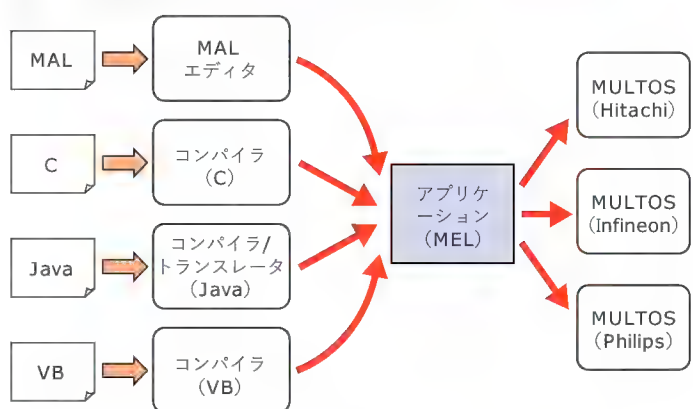 MAL
MAL
エディタ
C
コンパイラ
(C)
Java
コンパイラ/
トランスレータ
(Java)
VB
コンパイラ
(VB)
アプリケ
ーション
(MEL)
MULTOS
(Hitachi)
MULTOS
(Infineon)
MULTOS
(Philips)